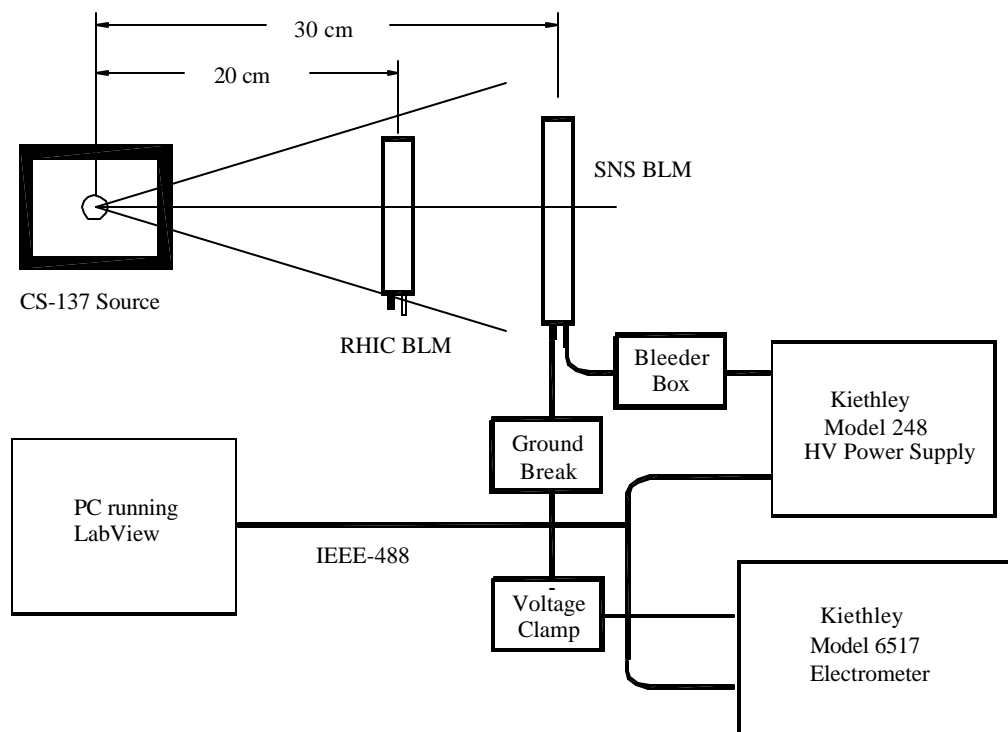 30 cm
20 cm
SNS BLM
CS-137 Source
RHIC BLM
Bleeder
Box
Kiethley
Model 248
HV Power Supply
Ground
Break
PC running
LabView
IEEE-488
Voltage
Clamp
Kiethley
Model 6517
Electrometer